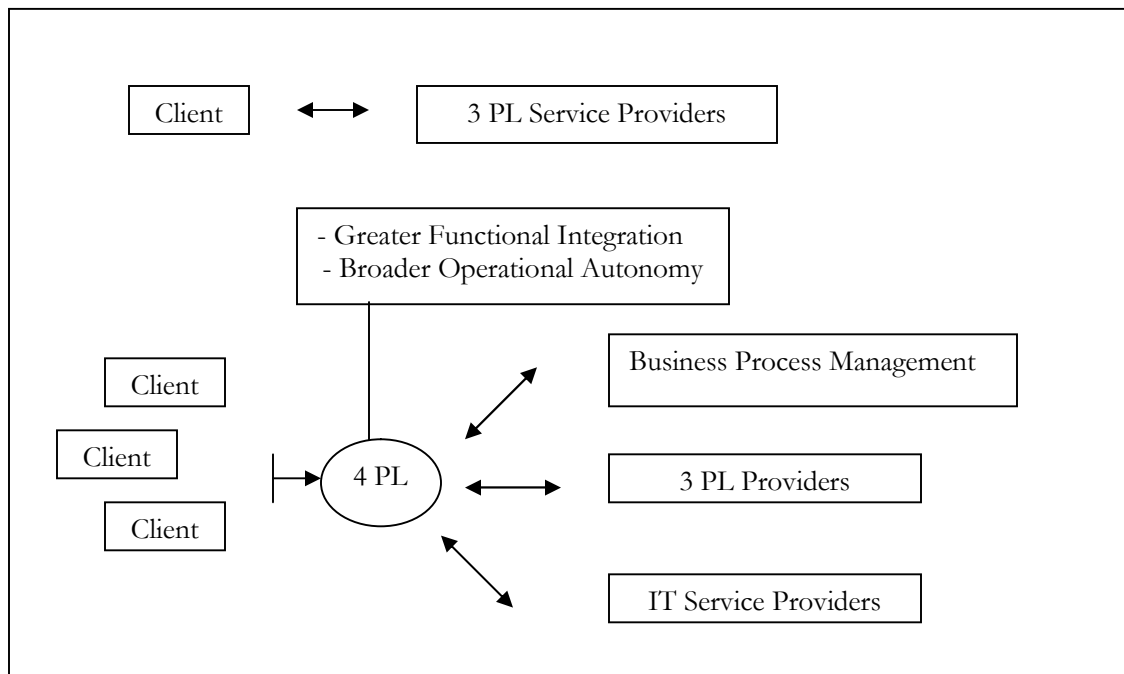 Client
3 PL Service Providers
- Greater Functional Integration
- Broader Operational Autonomy
Business Process Management
Client
Client
4 PL
3 PL Providers
Client
IT Service Providers